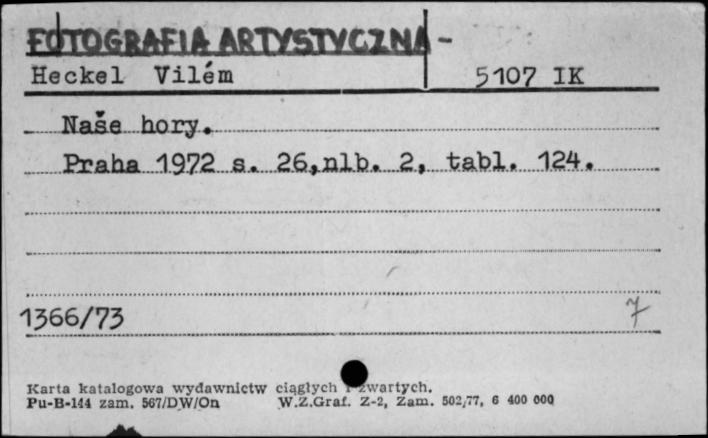 FOTOGRAFIA ARTYSTYCZNA -
Heckel Vilém 5107 IK
Naše hory.
Praha 1972 s. 26,nlb. 2, tabl. 124.
1366/73 7
Karta katalogowa wydawnictw ciągłych i zwartych.
Pu-B-144 zam. 567/DW/On W.Z.Graf. Z-2, Zam. 502/77, 6 400 000